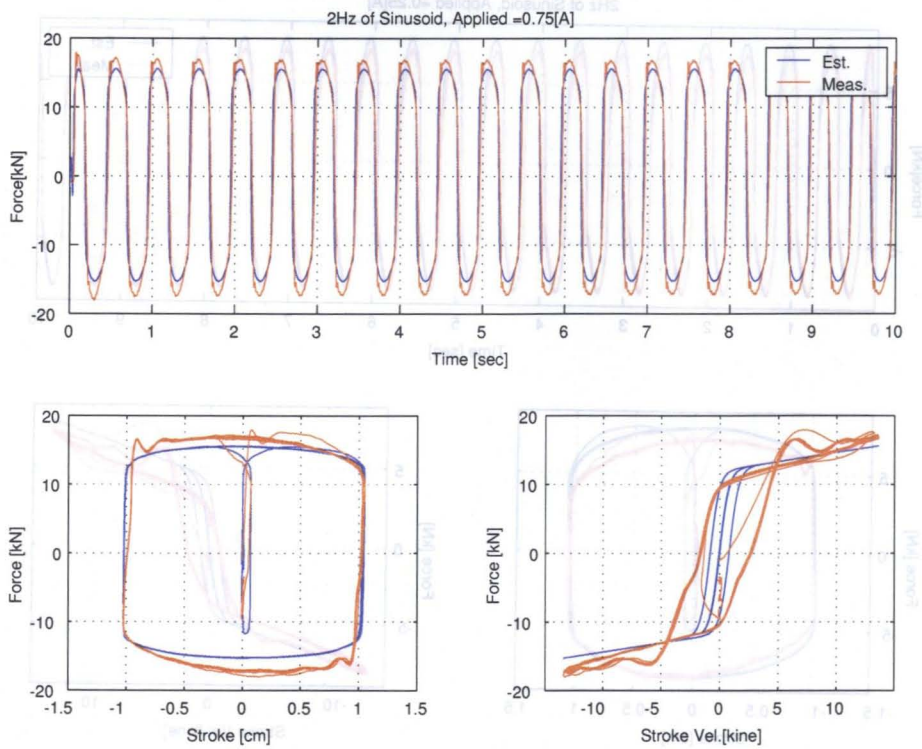 2Hz of Sinusoid, Applied =0.75[A]
20
10
0
-10
-20
Force[kN]
Est.
Meas.
0 1 2 3 4 5 6 7 8 9 10
Time [sec]
20
10
0
-10
-20
Force [kN]
-1.5 -1 -0.5 0 0.5 1 1.5
Stroke [cm]
20
10
0
-10
-20
Force [kN]
-10 -5 0 5 10
Stroke Vel.[kine]